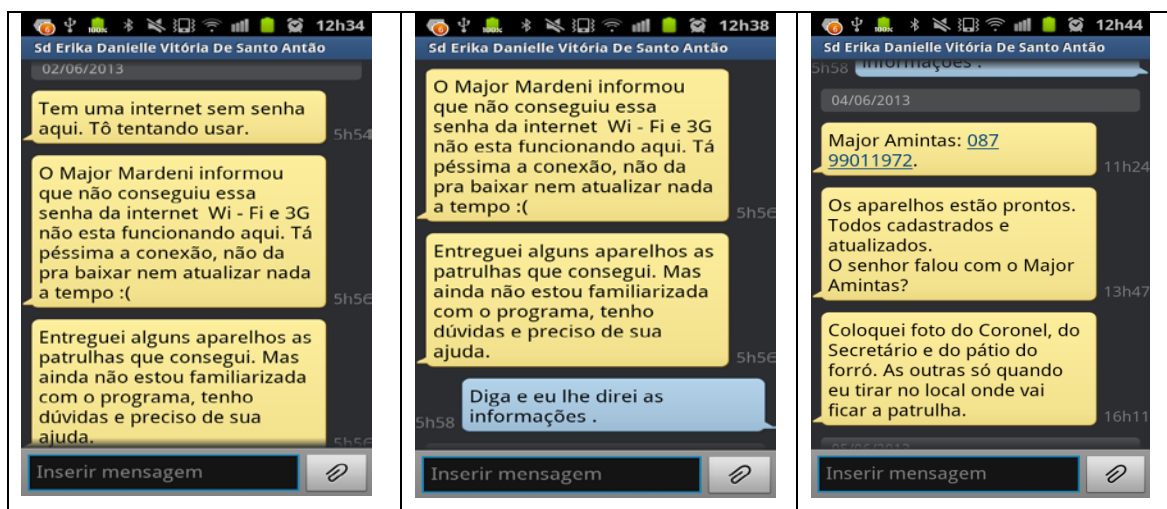 100% 12h34
Sd Erika Danielle Vitória De Santo Antão
02/06/2013
Tem uma internet sem senha
aqui. Tô tentando usar.
5h54
O Major Mardeni informou
que não conseguiu essa
senha da internet Wi - Fi e 3G
não esta funcionando aqui. Tá
péssima a conexão, não da
pra baixar nem atualizar nada
a tempo :(
5h56
Entreguei alguns aparelhos as
patrulhas que consegui. Mas
ainda não estou familiarizada
com o programa, tenho
dúvidas e preciso de sua
ajuda.
5h56
Inserir mensagem
100% 12h38
Sd Erika Danielle Vitória De Santo Antão
O Major Mardeni informou
que não conseguiu essa
senha da internet Wi - Fi e 3G
não esta funcionando aqui. Tá
péssima a conexão, não da
pra baixar nem atualizar nada
a tempo :(
5h56
Entreguei alguns aparelhos as
patrulhas que consegui. Mas
ainda não estou familiarizada
com o programa, tenho
dúvidas e preciso de sua
ajuda.
5h56
Diga e eu lhe direi as
informações .
5h58
Inserir mensagem
100% 12h44
Sd Erika Danielle Vitória De Santo Antão
informações .
5h58
04/06/2013
Major Amintas: 087
99011972.
11h24
Os aparelhos estão prontos.
Todos cadastrados e
atualizados.
O senhor falou com o Major
Amintas?
13h47
Coloquei foto do Coronel, do
Secretário e do pátio do
forró. As outras só quando
eu tirar no local onde vai
ficar a patrulha.
16h11
05/06/2013
Inserir mensagem